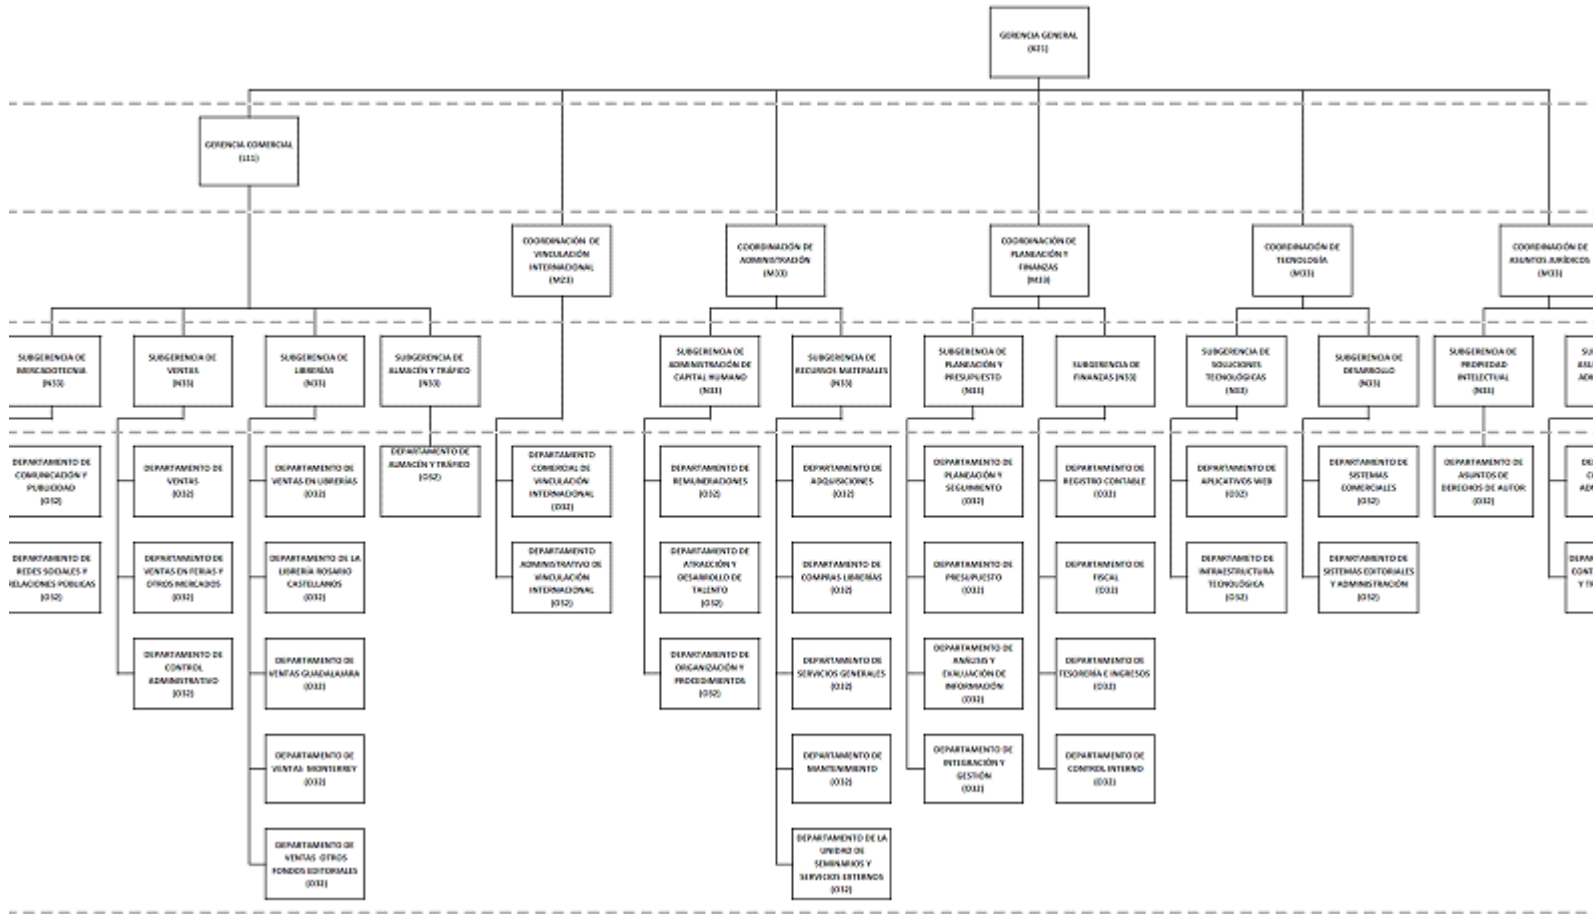 GERENCIA GENERAL
(K21)
GERENCIA COMERCIAL
(L11)
COORDINACIÓN DE
VINCULACIÓN
INTERNACIONAL
(M23)
COORDINACIÓN DE
ADMINISTRACIÓN
(M33)
COORDINACIÓN DE
PLANEACIÓN Y
FINANZAS
(M33)
COORDINACIÓN DE
TECNOLOGÍA
(M33)
COORDINACIÓN DE
ASUNTOS JURÍDICOS
(M33)
SUBGERENCIA DE
MERCADOTECNIA
(N33)
SUBGERENCIA DE
VENTAS
(N33)
SUBGERENCIA DE
LIBRERÍAS
(N33)
SUBGERENCIA DE
ALMACÉN Y TRÁFICO
(N33)
SUBGERENCIA DE
ADMINISTRACIÓN DE
CAPITAL HUMANO
(N33)
SUBGERENCIA DE
RECURSOS MATERIALES
(N33)
SUBGERENCIA DE
PLANEACIÓN Y
PRESUPUESTO
(N33)
SUBGERENCIA DE
FINANZAS (N33)
SUBGERENCIA DE
SOLUCIONES
TECNOLÓGICAS
(N33)
SUBGERENCIA DE
DESARROLLO
(N33)
SUBGERENCIA DE
PROPIEDAD
INTELECTUAL
(N33)
DEPARTAMENTO DE
COMUNICACIÓN Y
PUBLICIDAD
(O32)
DEPARTAMENTO DE
VENTAS
(O32)
DEPARTAMENTO DE
VENTAS EN LIBRERÍAS
(O32)
DEPARTAMENTO DE
ALMACÉN Y TRÁFICO
(O32)
DEPARTAMENTO
COMERCIAL DE
VINCULACIÓN
INTERNACIONAL
(O32)
DEPARTAMENTO DE
REMUNERACIONES
(O32)
DEPARTAMENTO DE
ADQUISICIONES
(O32)
DEPARTAMENTO DE
PLANEACIÓN Y
SEGUIMIENTO
(O32)
DEPARTAMENTO DE
REGISTRO CONTABLE
(O32)
DEPARTAMENTO DE
APLICATIVOS WEB
(O32)
DEPARTAMENTO DE
SISTEMAS
COMERCIALES
(O32)
DEPARTAMENTO DE
ASUNTOS DE
DERECHOS DE AUTOR
(O32)
DEPARTAMENTO DE
REDES SOCIALES Y
RELACIONES PÚBLICAS
(O32)
DEPARTAMENTO DE
VENTAS EN FERIAS Y
OTROS MERCADOS
(O32)
DEPARTAMENTO DE LA
LIBRERÍA ROSARIO
CASTELLANOS
(O32)
DEPARTAMENTO
ADMINISTRATIVO DE
VINCULACIÓN
INTERNACIONAL
(O32)
DEPARTAMENTO DE
ATRACCIÓN Y
DESARROLLO DE
TALENTO
(O32)
DEPARTAMENTO DE
COMPRAS LIBRERÍAS
(O32)
DEPARTAMENTO DE
PRESUPUESTO
(O32)
DEPARTAMENTO DE
FISCAL
(O32)
DEPARTAMETO DE
INFRAESTRUCTURA
TECNOLÓGICA
(O32)
DEPARTAMENTO DE
SISTEMAS EDITORIALES
Y ADMINISTRACIÓN
(O32)
DEPARTAMENTO DE
CONTROL
ADMINISTRATIVO
(O32)
DEPARTAMENTO DE
VENTAS GUADALAJARA
(O32)
DEPARTAMENTO DE
ORGANIZACIÓN Y
PROCEDIMIENTOS
(O32)
DEPARTAMENTO DE
SERVICIOS GENERALES
(O32)
DEPARTAMENTO DE
ANÁLISIS Y
EVALUACIÓN DE
INFORMACIÓN
(O32)
DEPARTAMENTO DE
TESORERÍA E INGRESOS
(O32)
DEPARTAMENTO DE
VENTAS MONTERREY
(O32)
DEPARTAMENTO DE
MANTENIMIENTO
(O32)
DEPARTAMENTO DE
INTEGRACIÓN Y
GESTIÓN
(O32)
DEPARTAMENTO DE
CONTROL INTERNO
(O32)
DEPARTAMENTO DE
VENTAS OTROS
FONDOS EDITORIALES
(O32)
DEPARTAMENTO DE LA
UNIDAD DE
SEMINARIOS Y
SERVICIOS EXTERNOS
(O32)